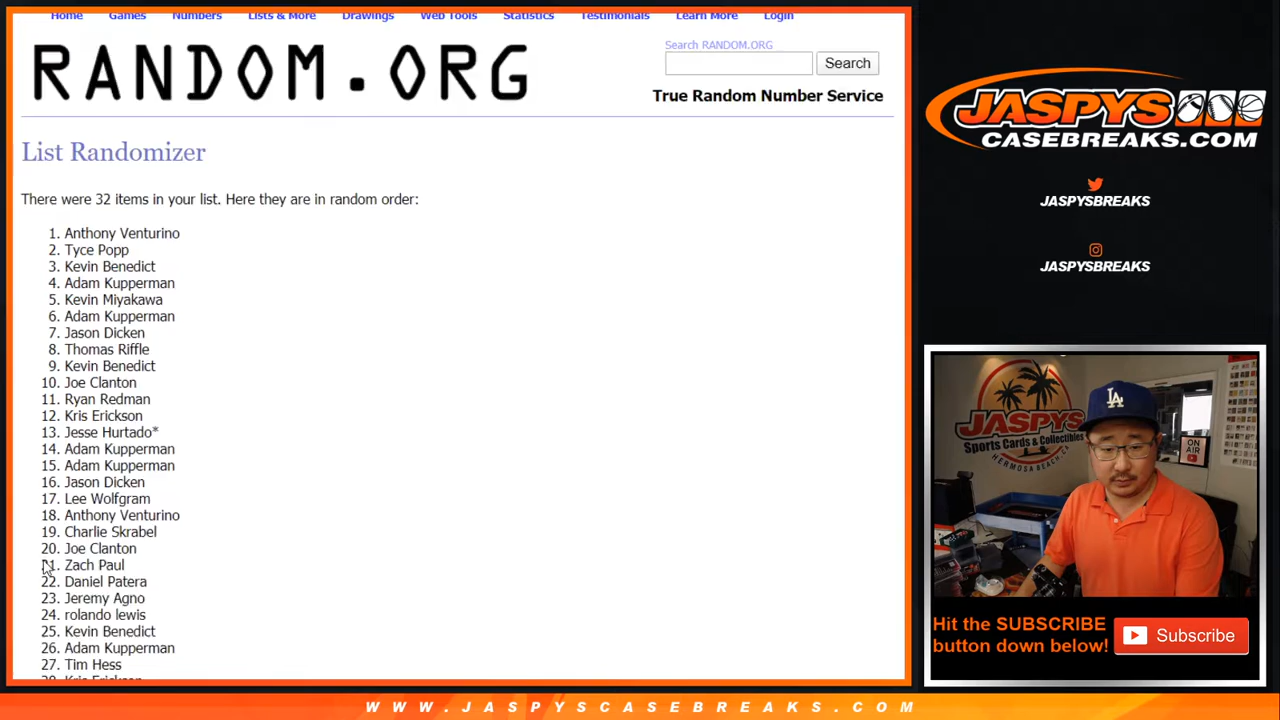 Home Games Numbers Lists & More Drawings Web Tools Statistics Testimonials Learn More Login
RANDOM.ORG
Search RANDOM.ORG
Search
True Random Number Service
List Randomizer
There were 32 items in your list. Here they are in random order:
1. Anthony Venturino
2. Tyce Popp
3. Kevin Benedict
4. Adam Kupperman
5. Kevin Miyakawa
6. Adam Kupperman
7. Jason Dicken
8. Thomas Riffle
9. Kevin Benedict
10. Joe Clanton
11. Ryan Redman
12. Kris Erickson
13. Jesse Hurtado*
14. Adam Kupperman
15. Adam Kupperman
16. Jason Dicken
17. Lee Wolfgram
18. Anthony Venturino
19. Charlie Skrabel
20. Joe Clanton
21. Zach Paul
22. Daniel Patera
23. Jeremy Agno
24. rolando lewis
25. Kevin Benedict
26. Adam Kupperman
27. Tim Hess
28. Kris Erickson
JASPYS
CASEBREAKS.COM
JASPYSBREAKS
JASPYSBREAKS
JASPYS
Sports Cards & Collectibles
HERMOSA BEACH, CA
ON AIR
LA
Hit the SUBSCRIBE
button down below!
Subscribe
WWW.JASPYSCASEBREAKS.COM